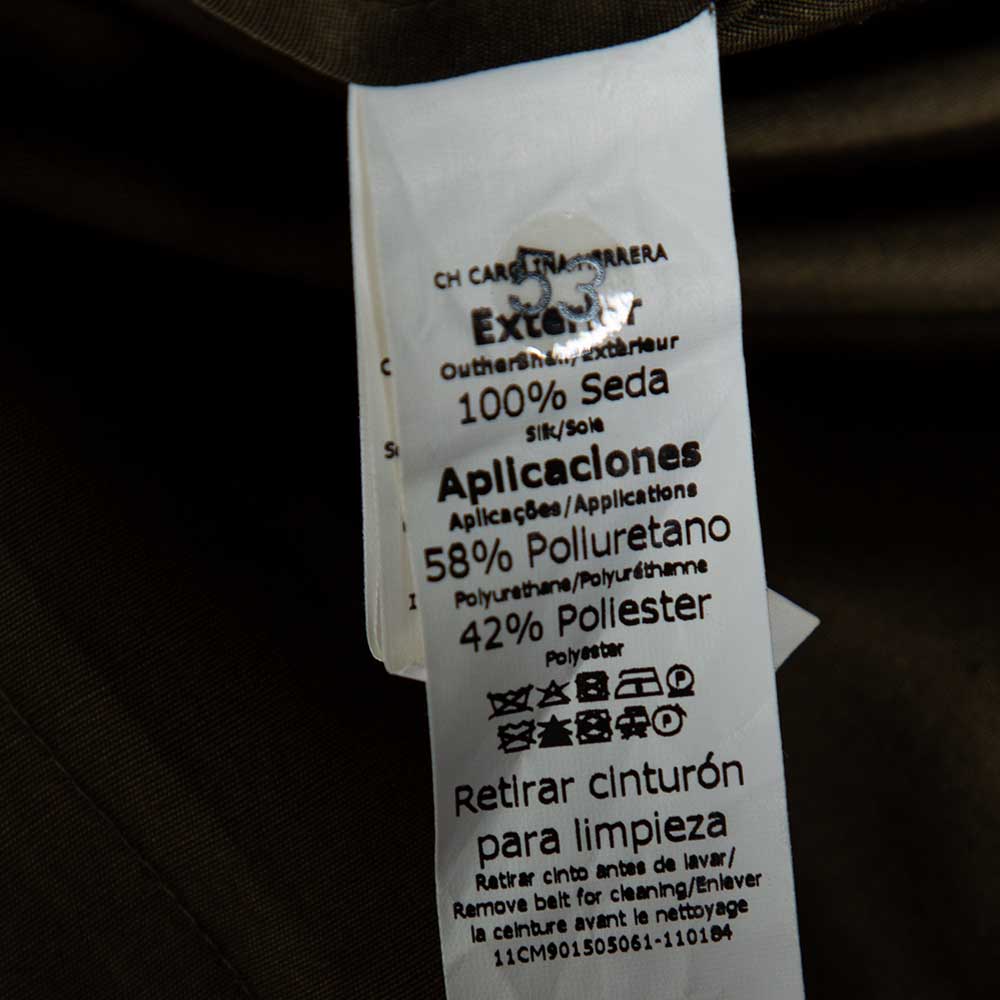 CH CAROLINA HERRERA
53
Exterior
OutherShell/Extèrieur
100% Seda
Silk/Soie
Aplicaciones
Aplicações/Applications
58% Poliuretano
Polyurethane/Polyuréthanne
42% Poliester
Polyester
P
P
Retirar cinturón
para limpieza
Retirar cinto antes de lavar/
Remove belt for cleaning/Enlever
la ceinture avant le nettoyage
11CM901505061-110184